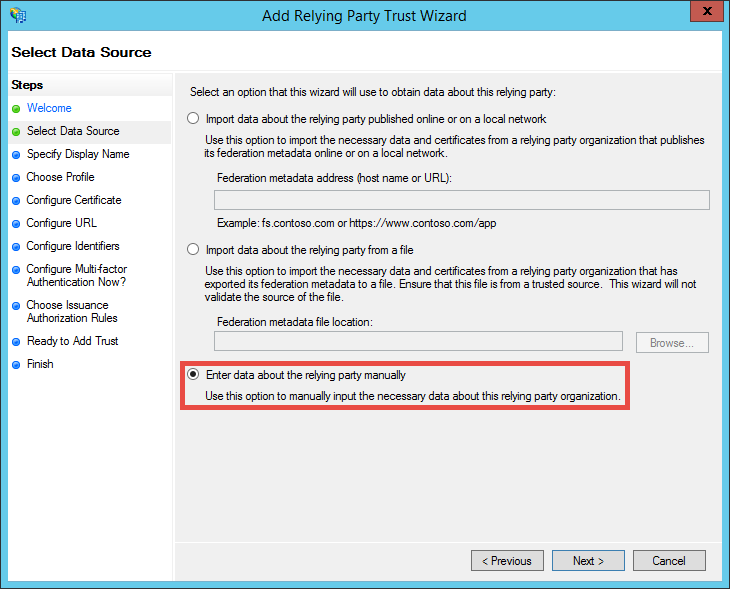 Add Relying Party Trust Wizard
x
Select Data Source
Steps
Welcome
Select Data Source
Specify Display Name
Choose Profile
Configure Certificate
Configure URL
Configure Identifiers
Configure Multi-factor
Authentication Now?
Choose Issuance
Authorization Rules
Ready to Add Trust
Finish
Select an option that this wizard will use to obtain data about this relying party:
Import data about the relying party published online or on a local network
Use this option to import the necessary data and certificates from a relying party organization that publishes
its federation metadata online or on a local network.
Federation metadata address (host name or URL):
Example: fs.contoso.com or https://www.contoso.com/app
Import data about the relying party from a file
Use this option to import the necessary data and certificates from a relying party organization that has
exported its federation metadata to a file. Ensure that this file is from a trusted source. This wizard will not
validate the source of the file.
Federation metadata file location:
Browse...
Enter data about the relying party manually
Use this option to manually input the necessary data about this relying party organization.
< Previous
Next >
Cancel